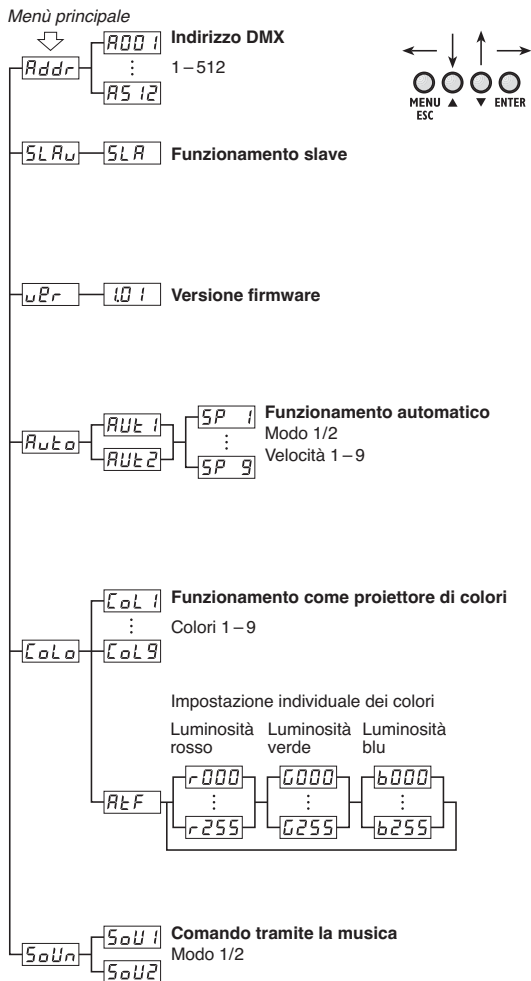 Menù principale
Addr
A001
⋮
A512
Indirizzo DMX
1–512
MENU
ESC
▲
▼
ENTER
SLAv
SLA
Funzionamento slave
vEr
1.01
Versione firmware
Auto
AUt1
AUt2
SP 1
⋮
SP 9
Funzionamento automatico
Modo 1/2
Velocità 1–9
CoLo
CoL1
⋮
CoL9
Funzionamento come proiettore di colori
Colori 1–9
Impostazione individuale dei colori
Luminosità
rosso
Luminosità
verde
Luminosità
blu
AtF
r000
⋮
r255
G000
⋮
G255
b000
⋮
b255
SoUn
SoU1
SoU2
Comando tramite la musica
Modo 1/2